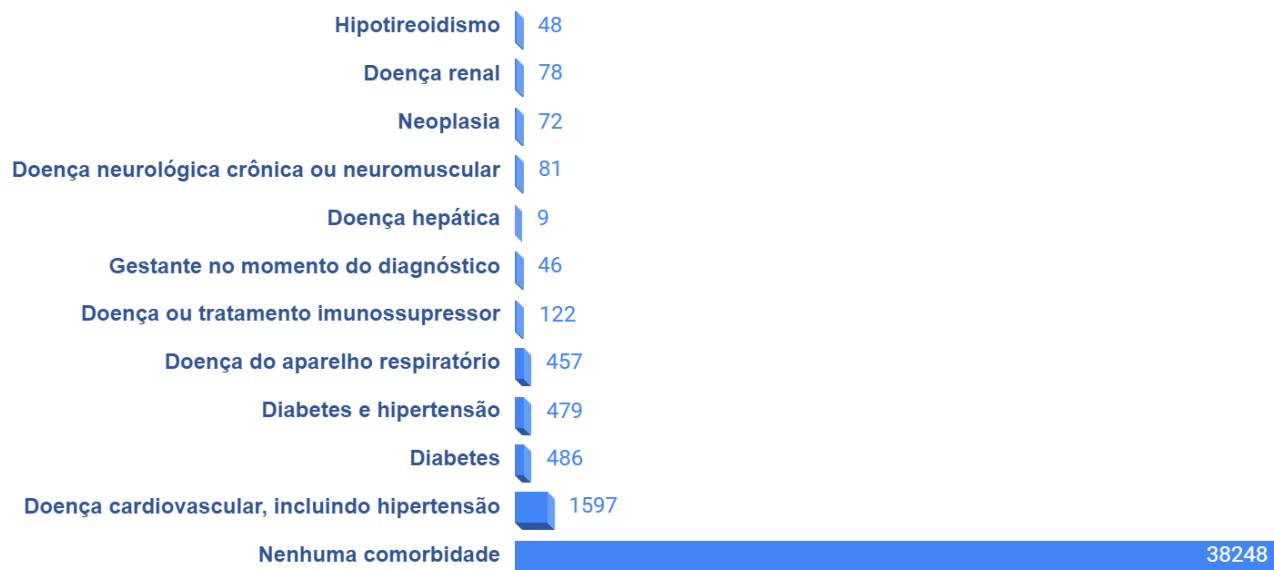 Hipotireoidismo 48
Doença renal 78
Neoplasia 72
Doença neurológica crônica ou neuromuscular 81
Doença hepática 9
Gestante no momento do diagnóstico 46
Doença ou tratamento imunossupressor 122
Doença do aparelho respiratório 457
Diabetes e hipertensão 479
Diabetes 486
Doença cardiovascular, incluindo hipertensão 1597
Nenhuma comorbidade 38248